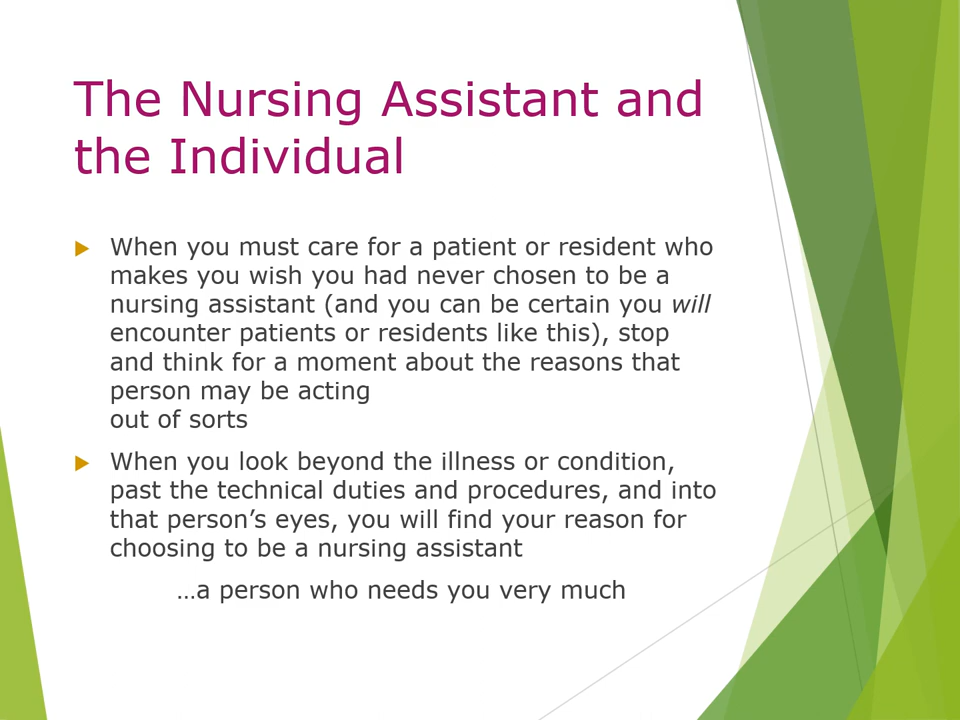 The Nursing Assistant and
the Individual
When you must care for a patient or resident who
makes you wish you had never chosen to be a
nursing assistant (and you can be certain you will
encounter patients or residents like this), stop
and think for a moment about the reasons that
person may be acting
out of sorts
When you look beyond the illness or condition,
past the technical duties and procedures, and into
that person’s eyes, you will find your reason for
choosing to be a nursing assistant
…a person who needs you very much